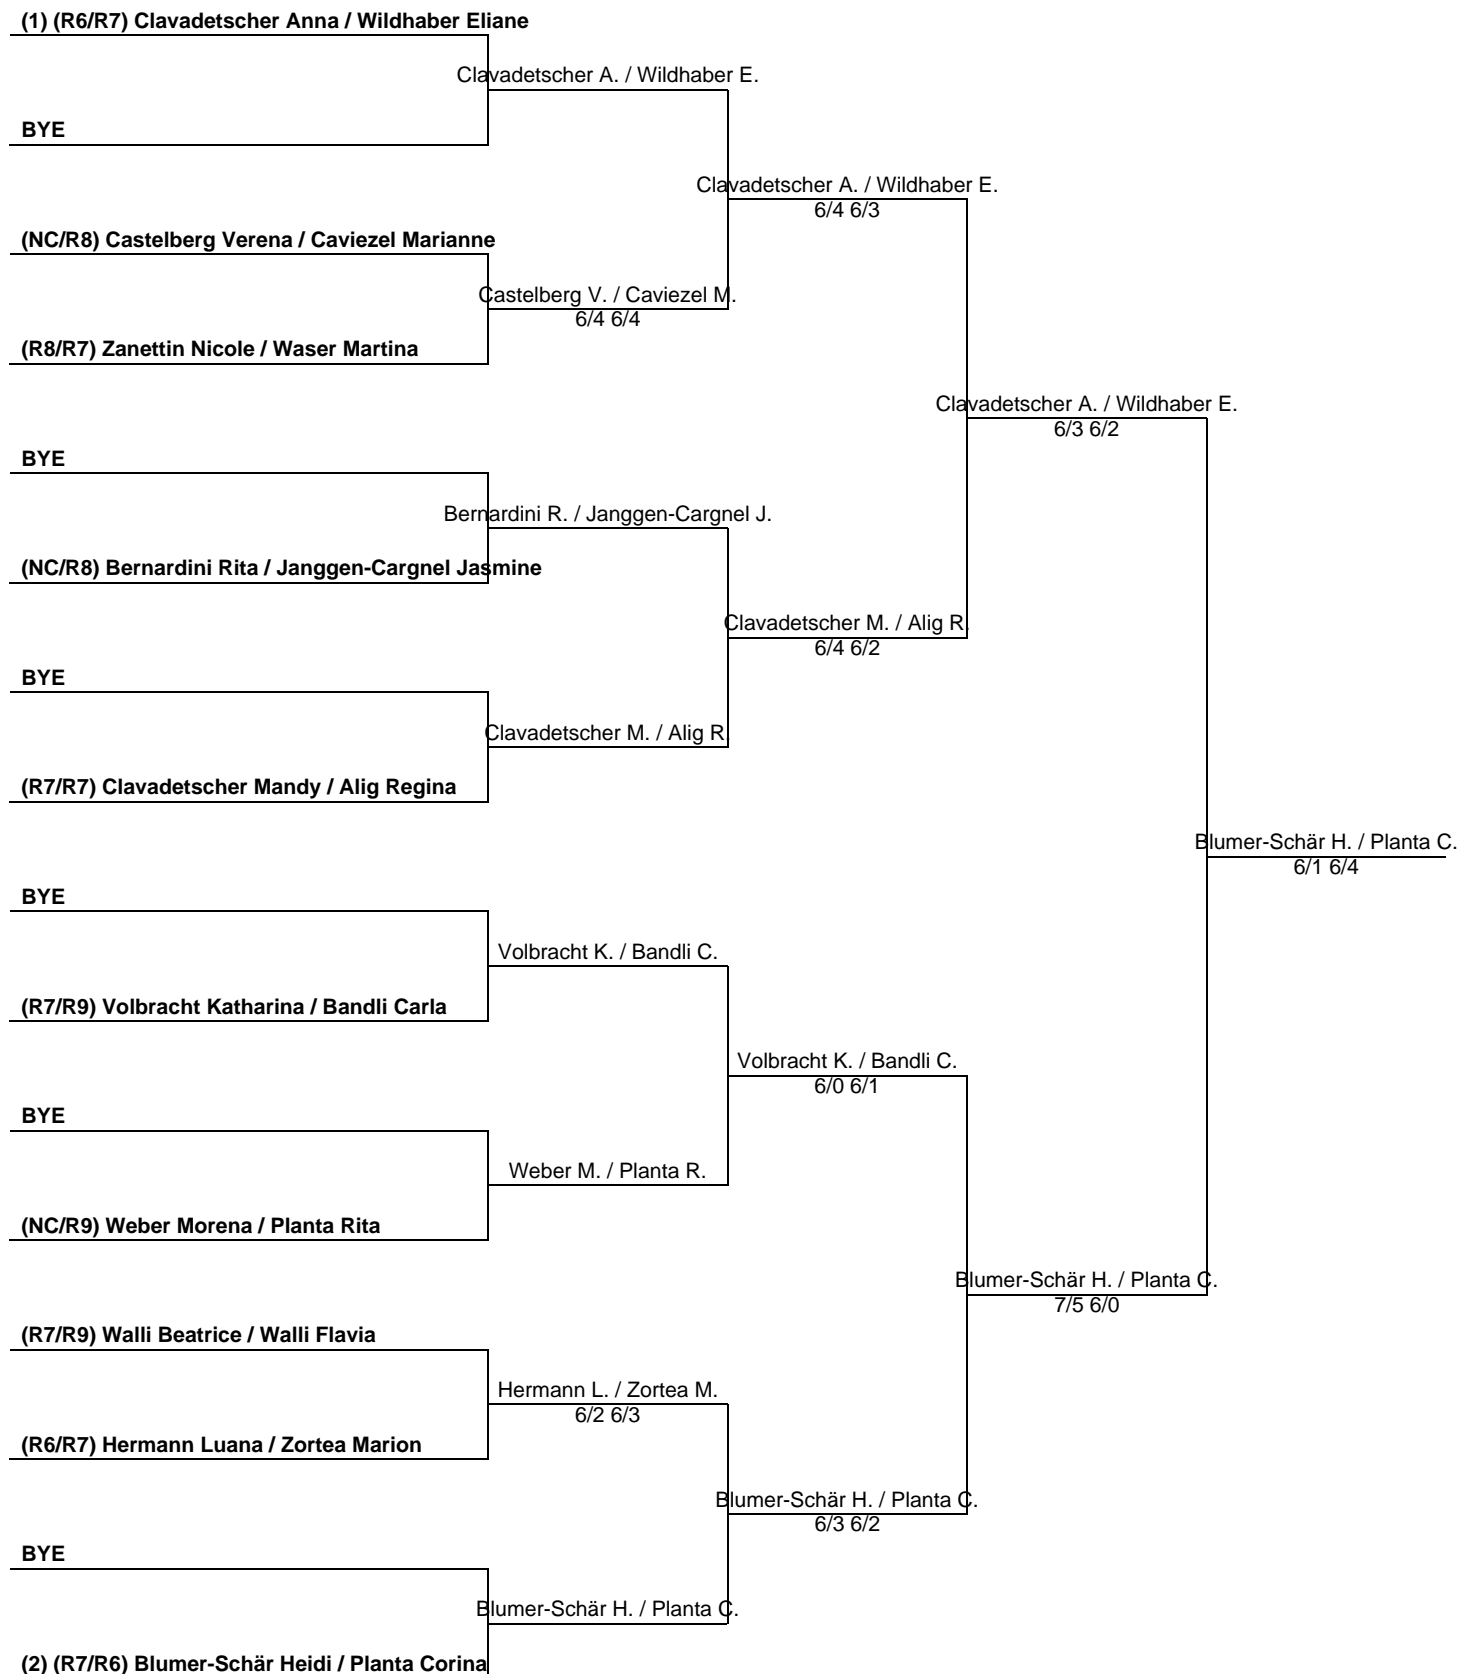 (1) (R6/R7) Clavadetscher Anna / Wildhaber Eliane
Clavadetscher A. / Wildhaber E.
BYE
Clavadetscher A. / Wildhaber E.
6/4 6/3
(NC/R8) Castelberg Verena / Caviezel Marianne
Castelberg V. / Caviezel M.
6/4 6/4
(R8/R7) Zanettin Nicole / Waser Martina
Clavadetscher A. / Wildhaber E.
6/3 6/2
BYE
Bernardini R. / Janggen-Cargnel J.
(NC/R8) Bernardini Rita / Janggen-Cargnel Jasmine
Clavadetscher M. / Alig R.
6/4 6/2
BYE
Clavadetscher M. / Alig R.
(R7/R7) Clavadetscher Mandy / Alig Regina
Blumer-Schär H. / Planta C.
6/1 6/4
BYE
Volbracht K. / Bandli C.
(R7/R9) Volbracht Katharina / Bandli Carla
Volbracht K. / Bandli C.
6/0 6/1
BYE
Weber M. / Planta R.
(NC/R9) Weber Morena / Planta Rita
Blumer-Schär H. / Planta C.
7/5 6/0
(R7/R9) Walli Beatrice / Walli Flavia
Hermann L. / Zortea M.
6/2 6/3
(R6/R7) Hermann Luana / Zortea Marion
Blumer-Schär H. / Planta C.
6/3 6/2
BYE
Blumer-Schär H. / Planta C.
(2) (R7/R6) Blumer-Schär Heidi / Planta Corina